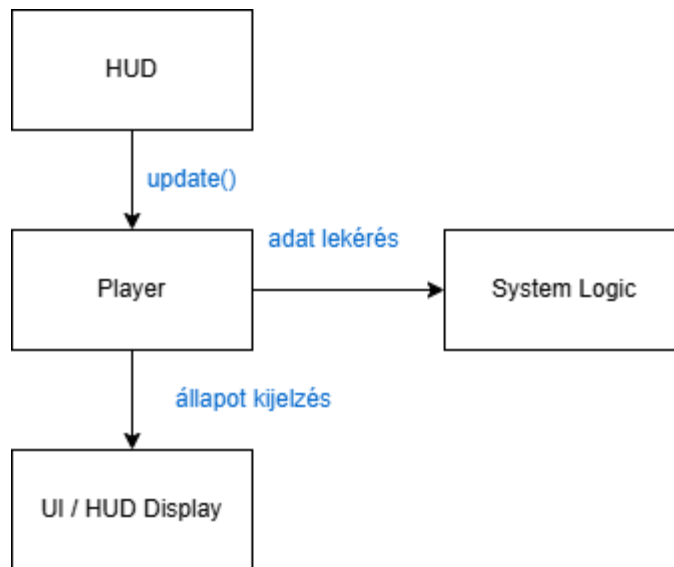 HUD
update()
adat lekérés
Player
System Logic
állapot kijelzés
UI / HUD Display